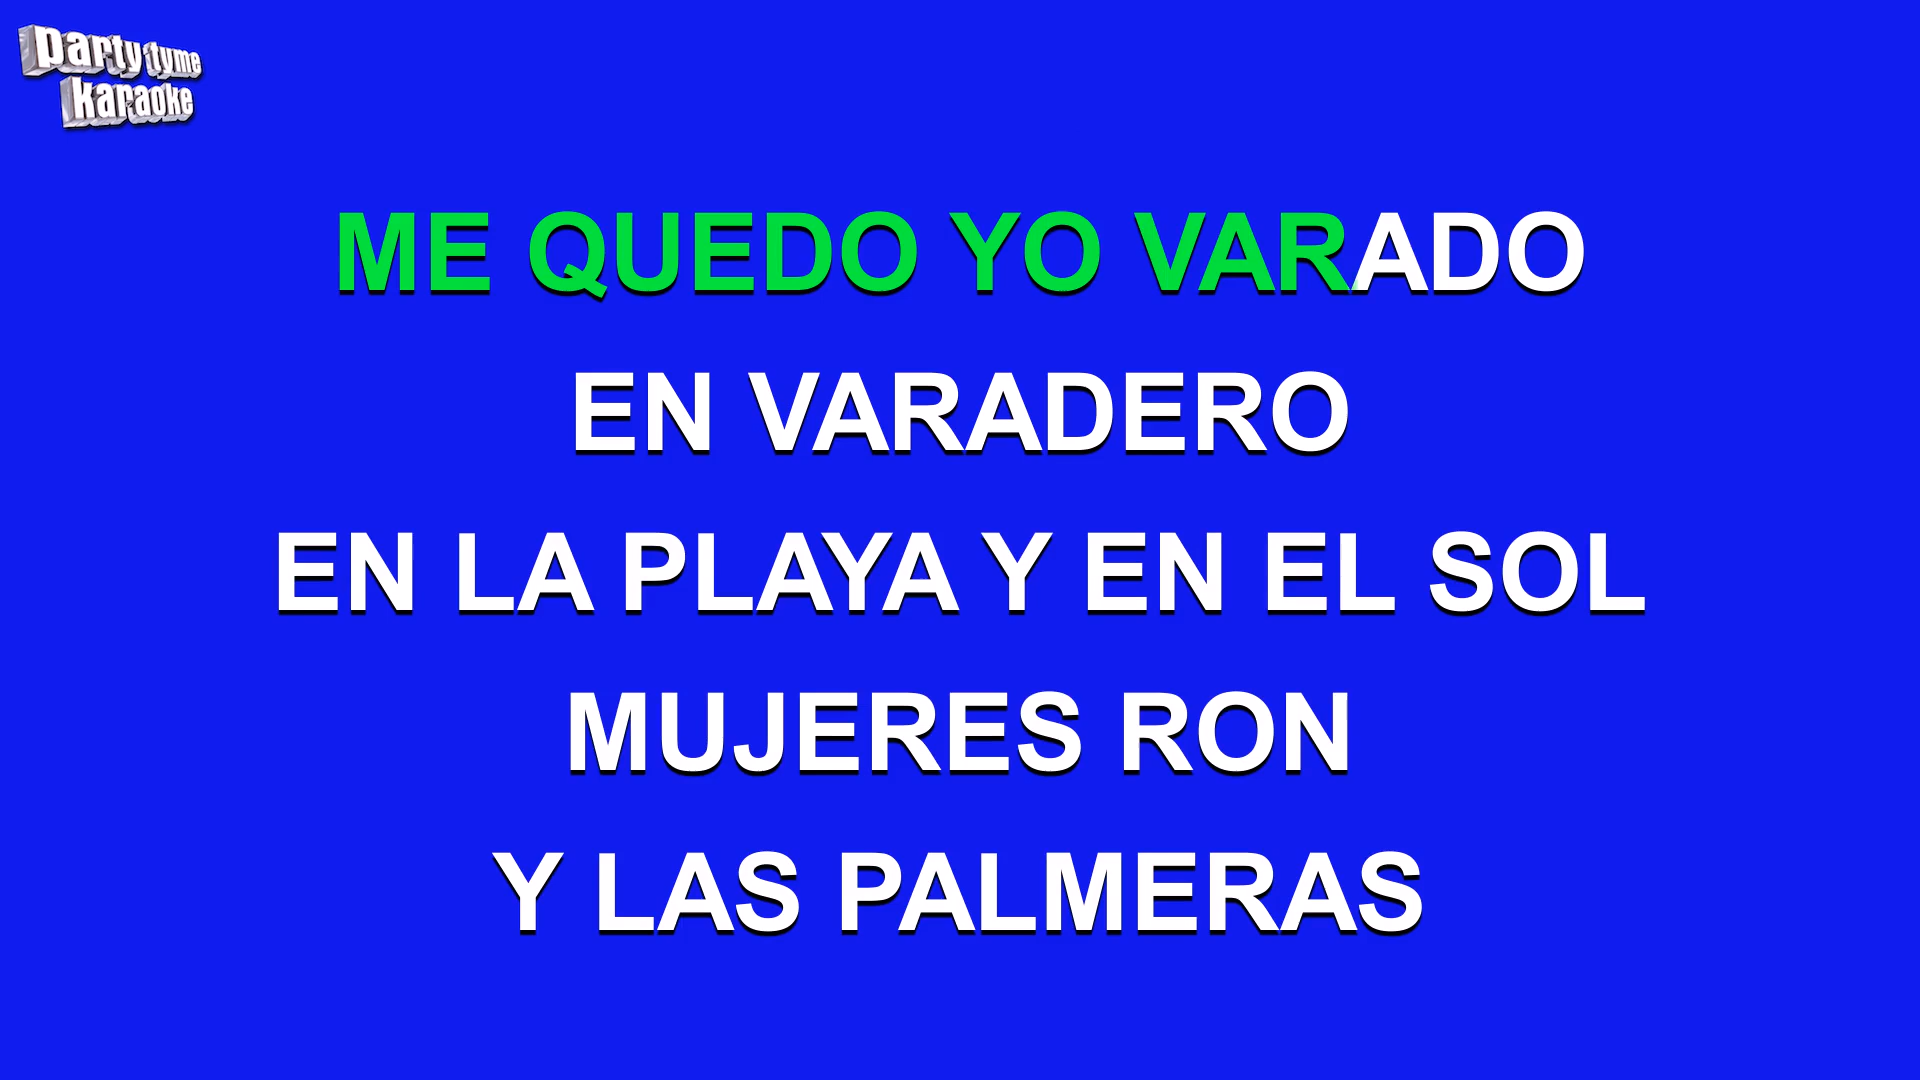 party tyme
karaoke
ME QUEDO YO VARADO
EN VARADERO
EN LA PLAYA Y EN EL SOL
MUJERES RON
Y LAS PALMERAS